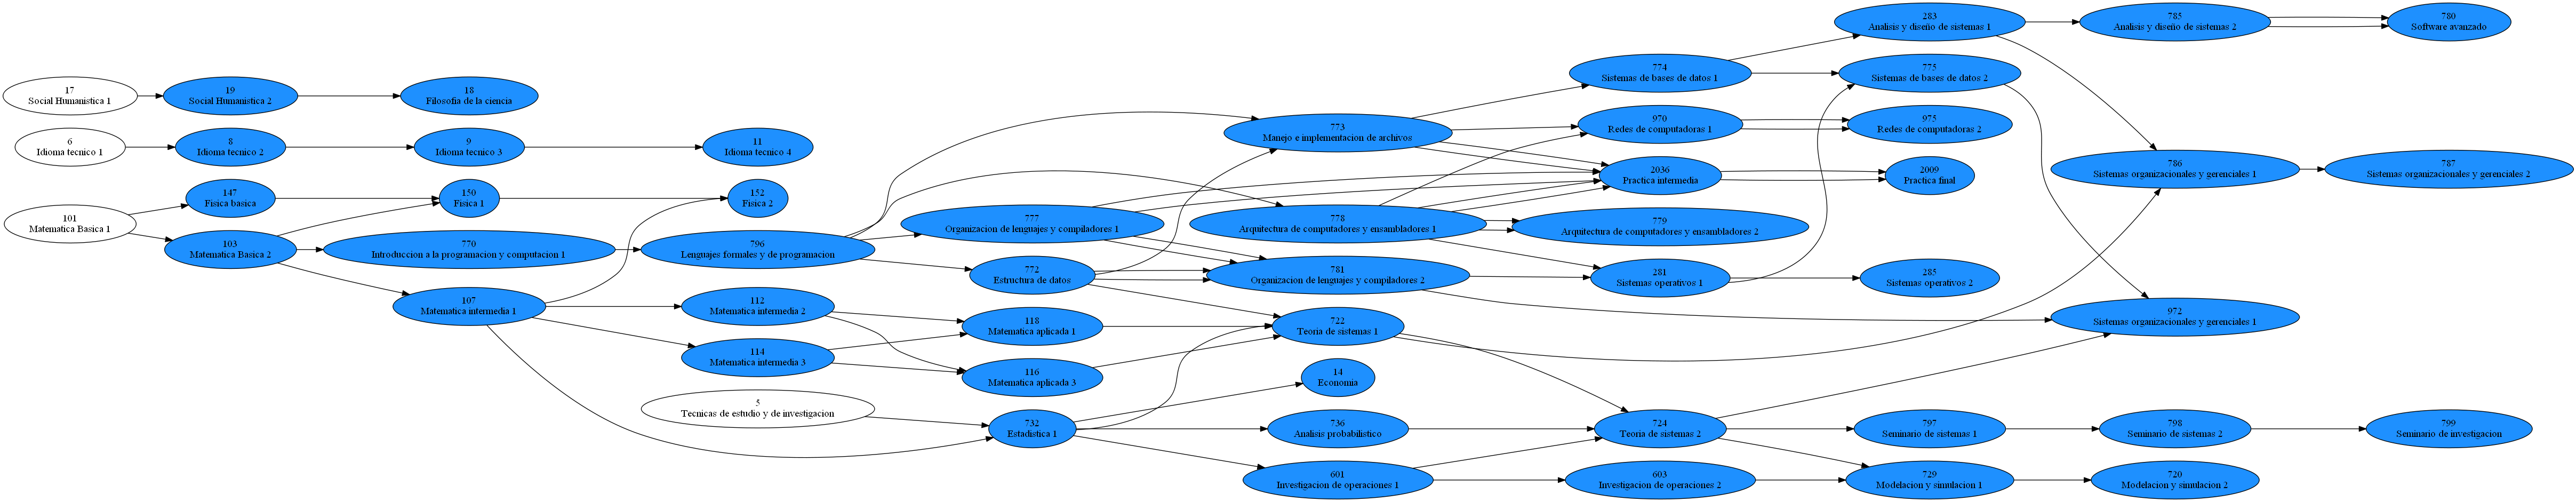 17
Social Humanistica 1
6
Idioma tecnico 1
101
Matematica Basica 1
19
Social Humanistica 2
8
Idioma tecnico 2
147
Fisica basica
103
Matematica Basica 2
18
Filosofia de la ciencia
9
Idioma tecnico 3
150
Fisica 1
770
Introduccion a la programacion y computacion 1
107
Matematica intermedia 1
11
Idioma tecnico 4
152
Fisica 2
796
Lenguajes formales y de programacion
112
Matematica intermedia 2
114
Matematica intermedia 3
5
Tecnicas de estudio y de investigacion
777
Organizacion de lenguajes y compiladores 1
772
Estructura de datos
118
Matematica aplicada 1
116
Matematica aplicada 3
732
Estadistica 1
773
Manejo e implementacion de archivos
778
Arquitectura de computadores y ensambladores 1
781
Organizacion de lenguajes y compiladores 2
722
Teoria de sistemas 1
14
Economia
736
Analisis probabilistico
601
Investigacion de operaciones 1
774
Sistemas de bases de datos 1
970
Redes de computadoras 1
2036
Practica intermedia
779
Arquitectura de computadores y ensambladores 2
281
Sistemas operativos 1
724
Teoria de sistemas 2
603
Investigacion de operaciones 2
283
Analisis y diseño de sistemas 1
775
Sistemas de bases de datos 2
975
Redes de computadoras 2
2009
Practica final
285
Sistemas operativos 2
797
Seminario de sistemas 1
729
Modelacion y simulacion 1
785
Analisis y diseño de sistemas 2
786
Sistemas organizacionales y gerenciales 1
972
Sistemas organizacionales y gerenciales 1
798
Seminario de sistemas 2
720
Modelacion y simulacion 2
780
Software avanzado
787
Sistemas organizacionales y gerenciales 2
799
Seminario de investigacion